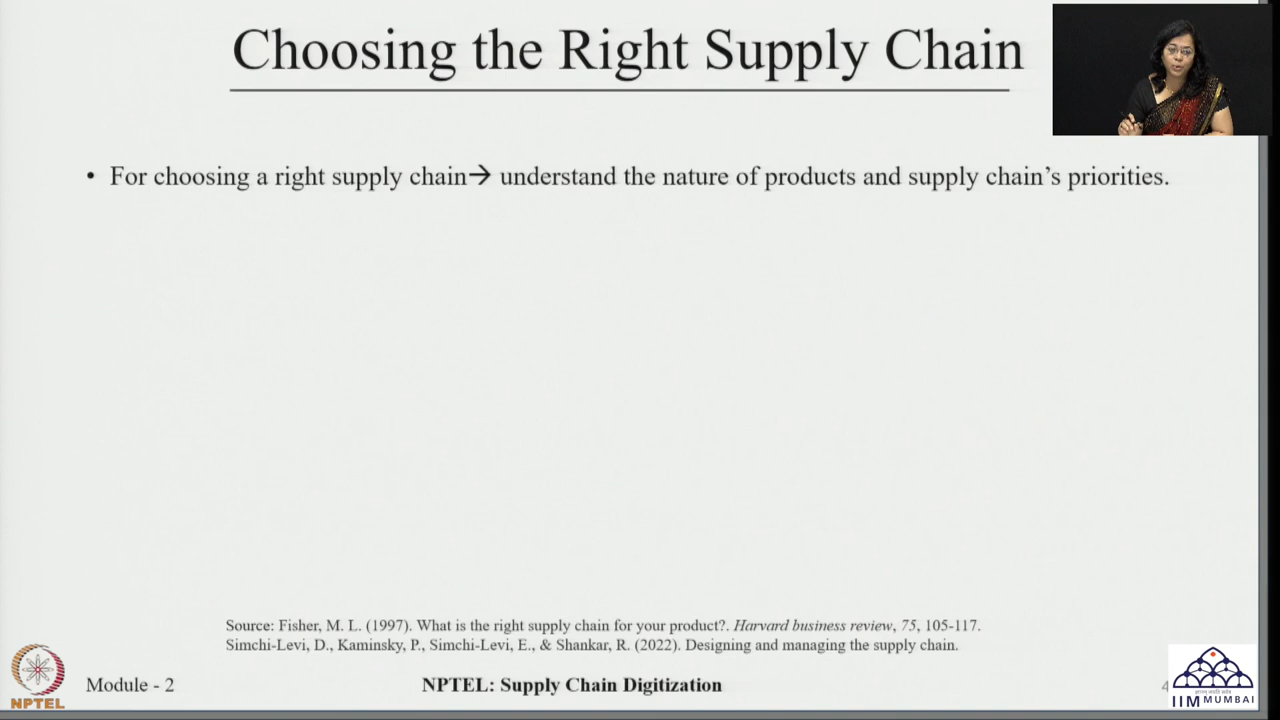 Choosing the Right Supply Chain
• For choosing a right supply chain→ understand the nature of products and supply chain’s priorities.
Source: Fisher, M. L. (1997). What is the right supply chain for your product?. Harvard business review, 75, 105-117.
Simchi-Levi, D., Kaminsky, P., Simchi-Levi, E., & Shankar, R. (2022). Designing and managing the supply chain.
NPTEL
Module - 2
NPTEL: Supply Chain Digitization
4
IIM MUMBAI